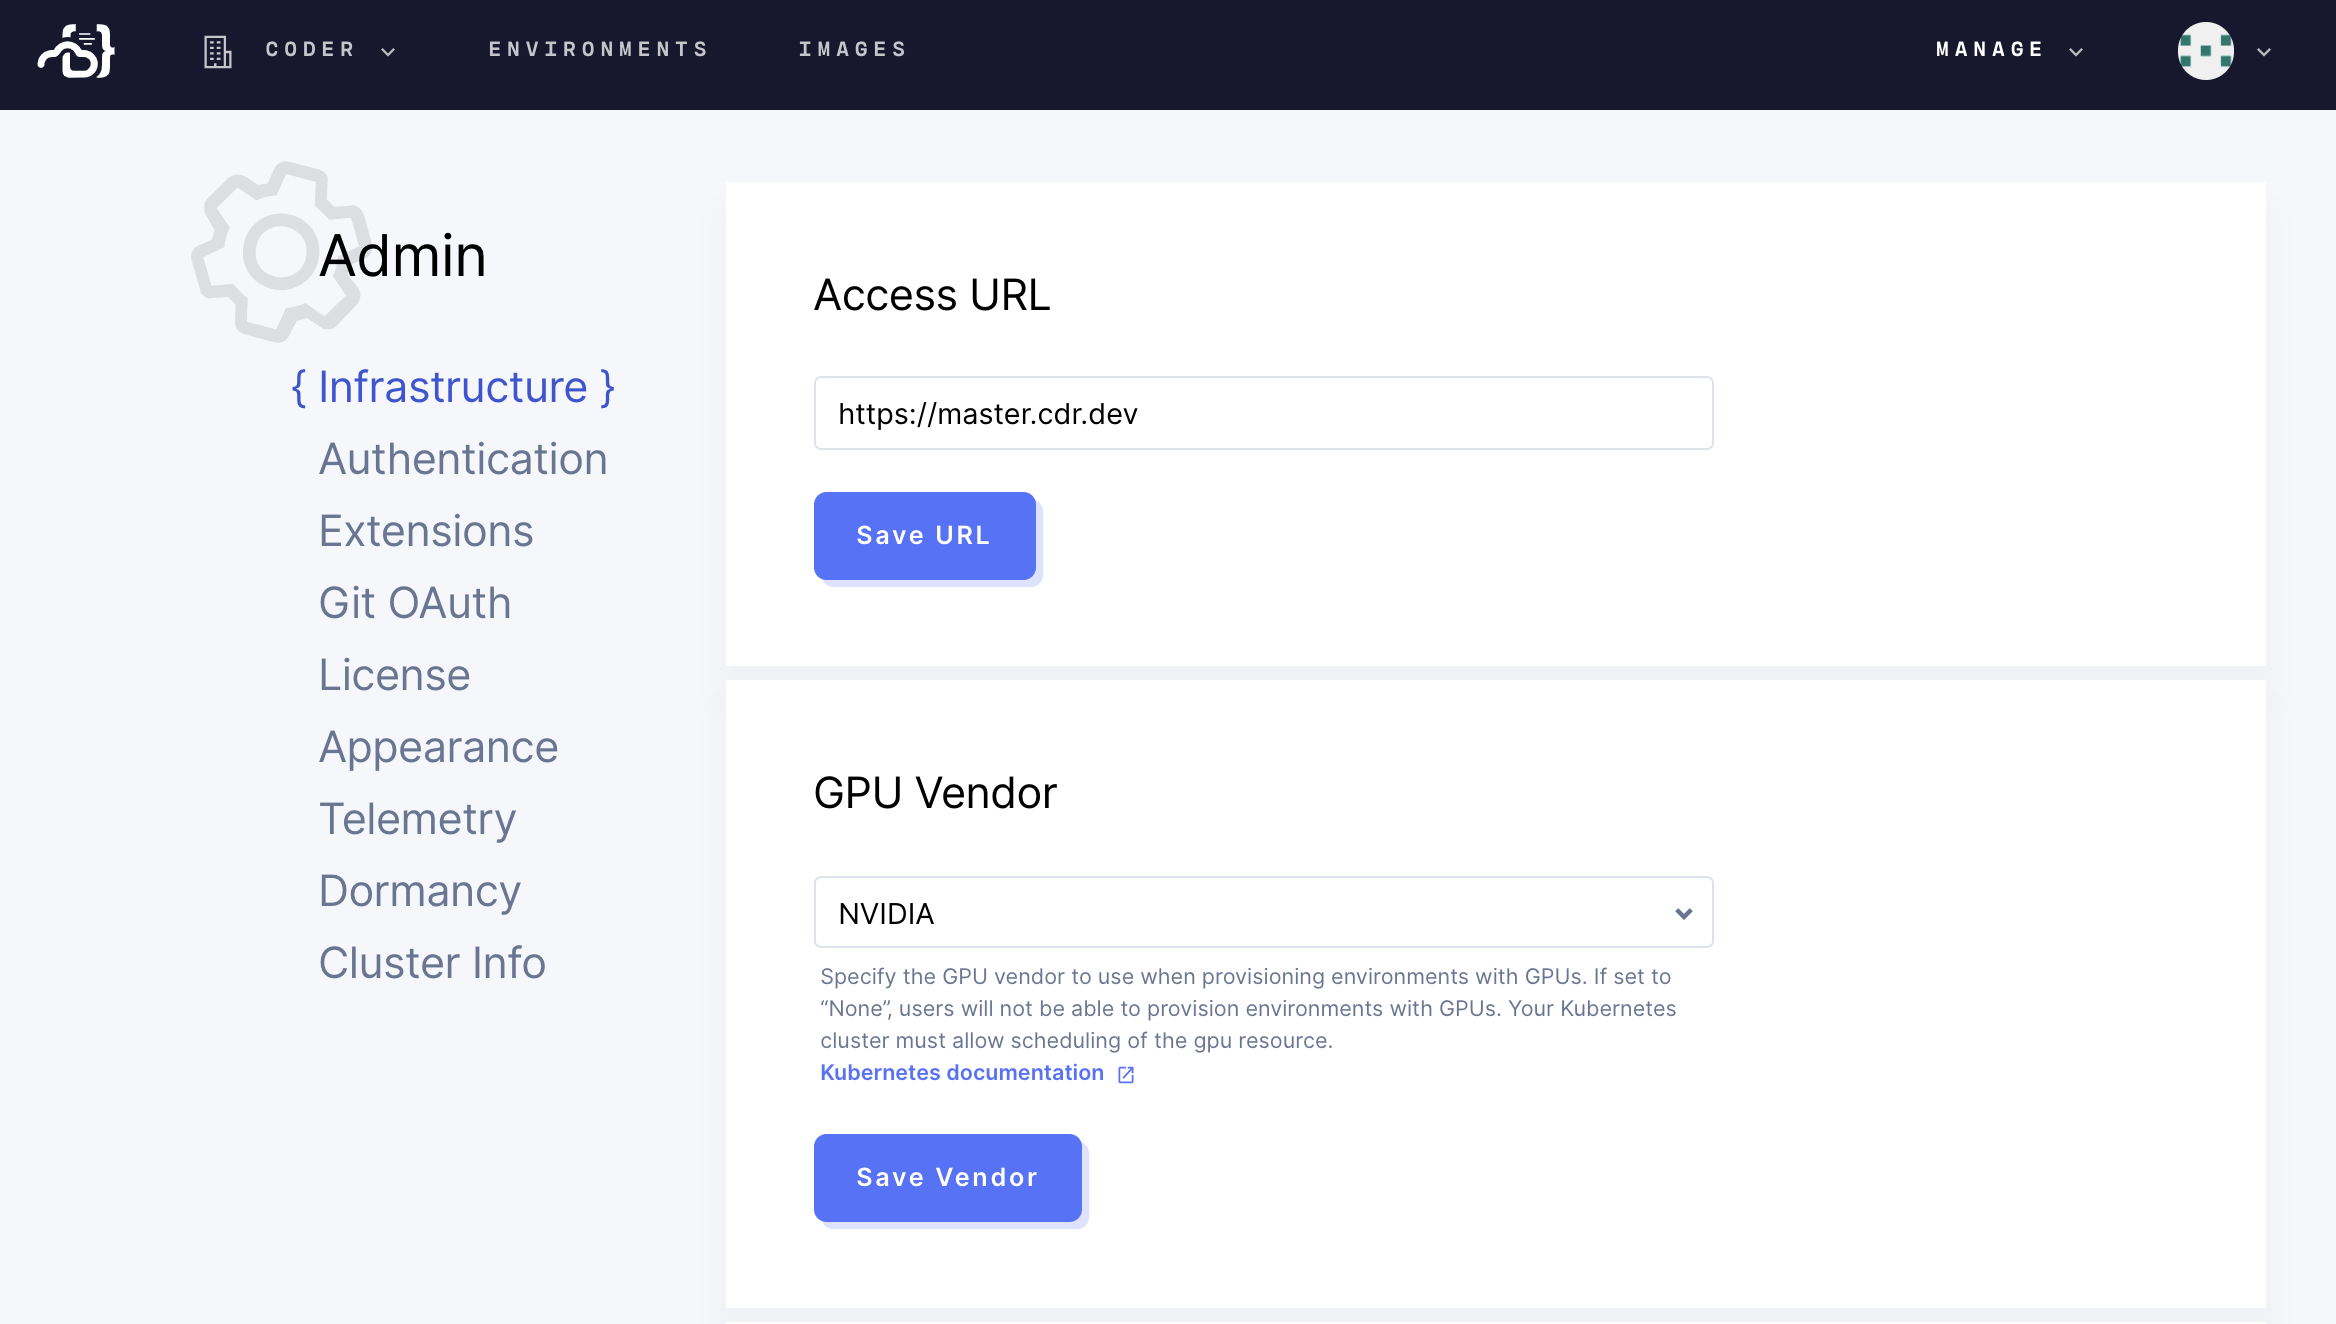 CODER
ENVIRONMENTS
IMAGES
MANAGE
Admin
{ Infrastructure }
Authentication
Extensions
Git OAuth
License
Appearance
Telemetry
Dormancy
Cluster Info
Access URL
https://master.cdr.dev
Save URL
GPU Vendor
NVIDIA
Specify the GPU vendor to use when provisioning environments with GPUs. If set to
“None”, users will not be able to provision environments with GPUs. Your Kubernetes
cluster must allow scheduling of the gpu resource.
Kubernetes documentation
Save Vendor